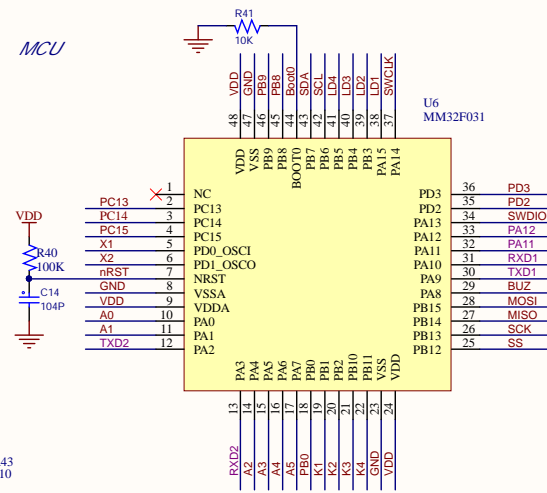 MCU
R41
10K
VDD
GND
PB9
PB8
Boot0
SDA
SCL
LD4
LD3
LD2
LD1
SWCLK
48
47
46
45
44
43
42
41
40
39
38
37
U6
MM32F031
VDD
VSS
PB9
PB8
BOOT0
PB7
PB6
PB5
PB4
PB3
PA15
PA14
1 NC
PC13 2 PC13
PC14 3 PC14
PC15 4 PC15
X1 5 PD0_OSCI
X2 6 PD1_OSCO
nRST 7 NRST
GND 8 VSSA
VDD 9 VDDA
A0 10 PA0
A1 11 PA1
TXD2 12 PA2
VDD
R40
100K
C14
104P
PD3 36 PD3
PD2 35 PD2
PA13 34 SWDIO
PA12 33 PA12
PA11 32 PA11
PA10 31 RXD1
PA9 30 TXD1
PA8 29 BUZ
PB15 28 MOSI
PB14 27 MISO
PB13 26 SCK
PB12 25 SS
PA3
PA4
PA5
PA6
PA7
PB0
PB1
PB2
PB10
PB11
VSS
VDD
13
14
15
16
17
18
19
20
21
22
23
24
RXD2
A2
A3
A4
A5
PB0
K1
K2
K3
K4
GND
VDD
43
10